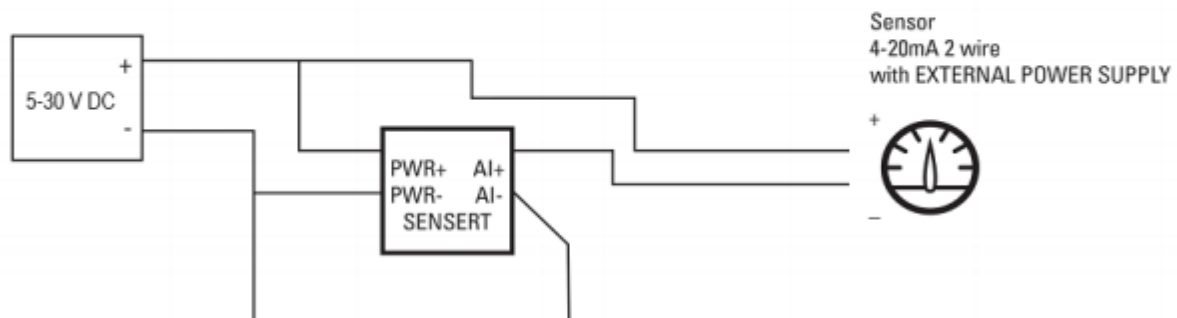 Sensor
4-20mA 2 wire
with EXTERNAL POWER SUPPLY
+
5-30 V DC
-
+
PWR+ AI+
PWR- AI-
SENSERT
–